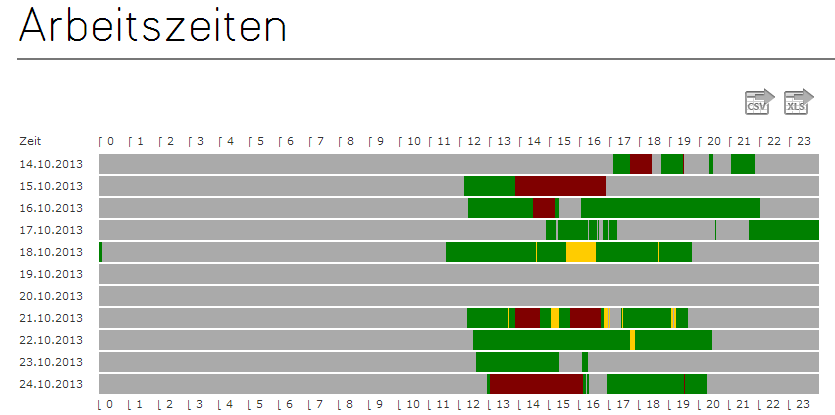 Arbeitszeiten
CSV XLS
Zeit 0 1 2 3 4 5 6 7 8 9 10 11 12 13 14 15 16 17 18 19 20 21 22 23
14.10.2013
15.10.2013
16.10.2013
17.10.2013
18.10.2013
19.10.2013
20.10.2013
21.10.2013
22.10.2013
23.10.2013
24.10.2013
0 1 2 3 4 5 6 7 8 9 10 11 12 13 14 15 16 17 18 19 20 21 22 23